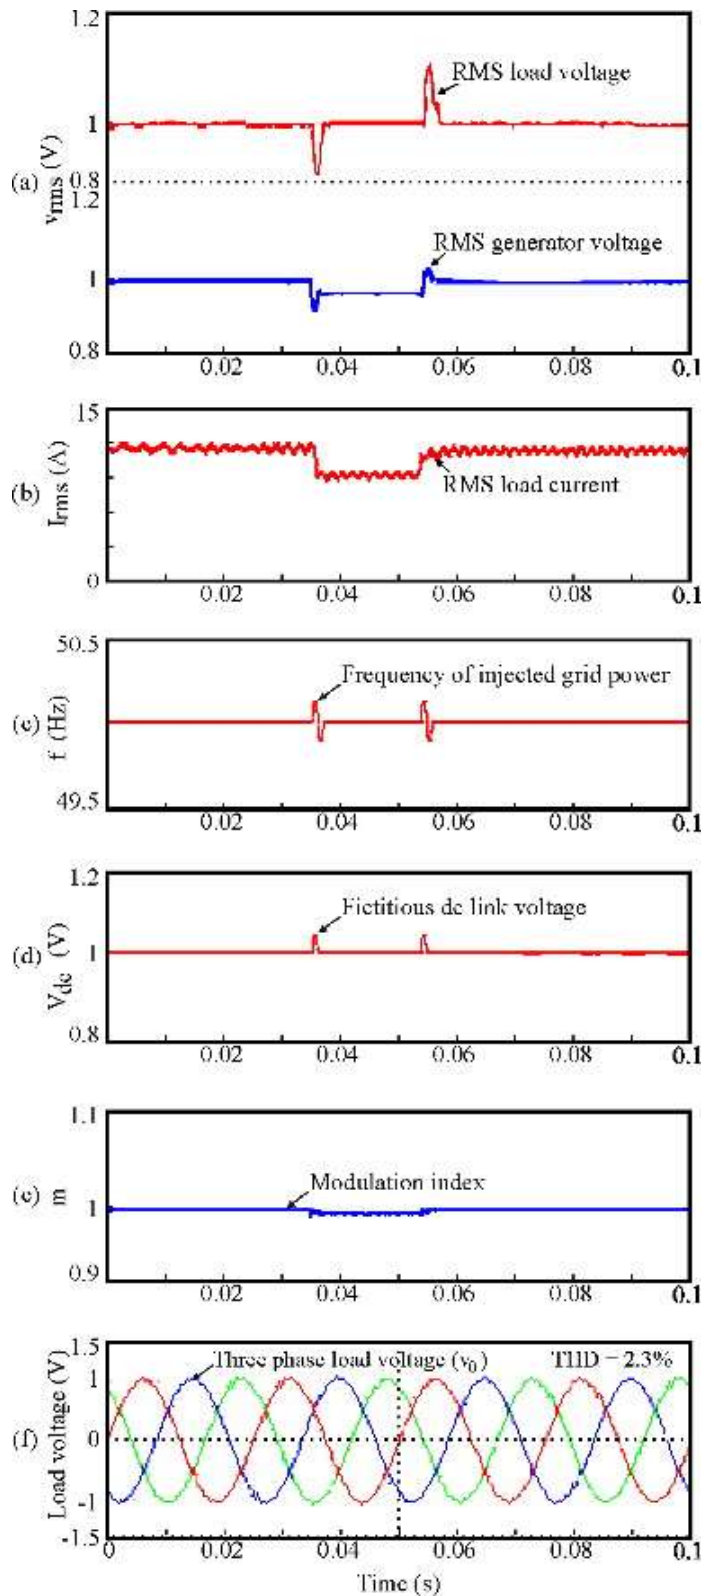 1.2
RMS load voltage
1
(a) vrms (V)
0.8
1.2
RMS generator voltage
1
0.8
0.02 0.04 0.06 0.08 0.1
15
(b) Irms (A)
RMS load current
0
0.02 0.04 0.06 0.08 0.1
50.5
Frequency of injected grid power
(c) f (Hz)
49.5
0.02 0.04 0.06 0.08 0.1
1.2
Fictitious dc link voltage
(d) Vdc (V)
1
0.8
0.02 0.04 0.06 0.08 0.1
1.1
Modulation index
(e) m
1
0.9
0.02 0.04 0.06 0.08 0.1
1.5
Three phase load voltage (v0) THD = 2.3%
1
(f) Load voltage (V)
0
-1
-1.5
0 0.02 0.04 0.06 0.08 0.1
Time (s)